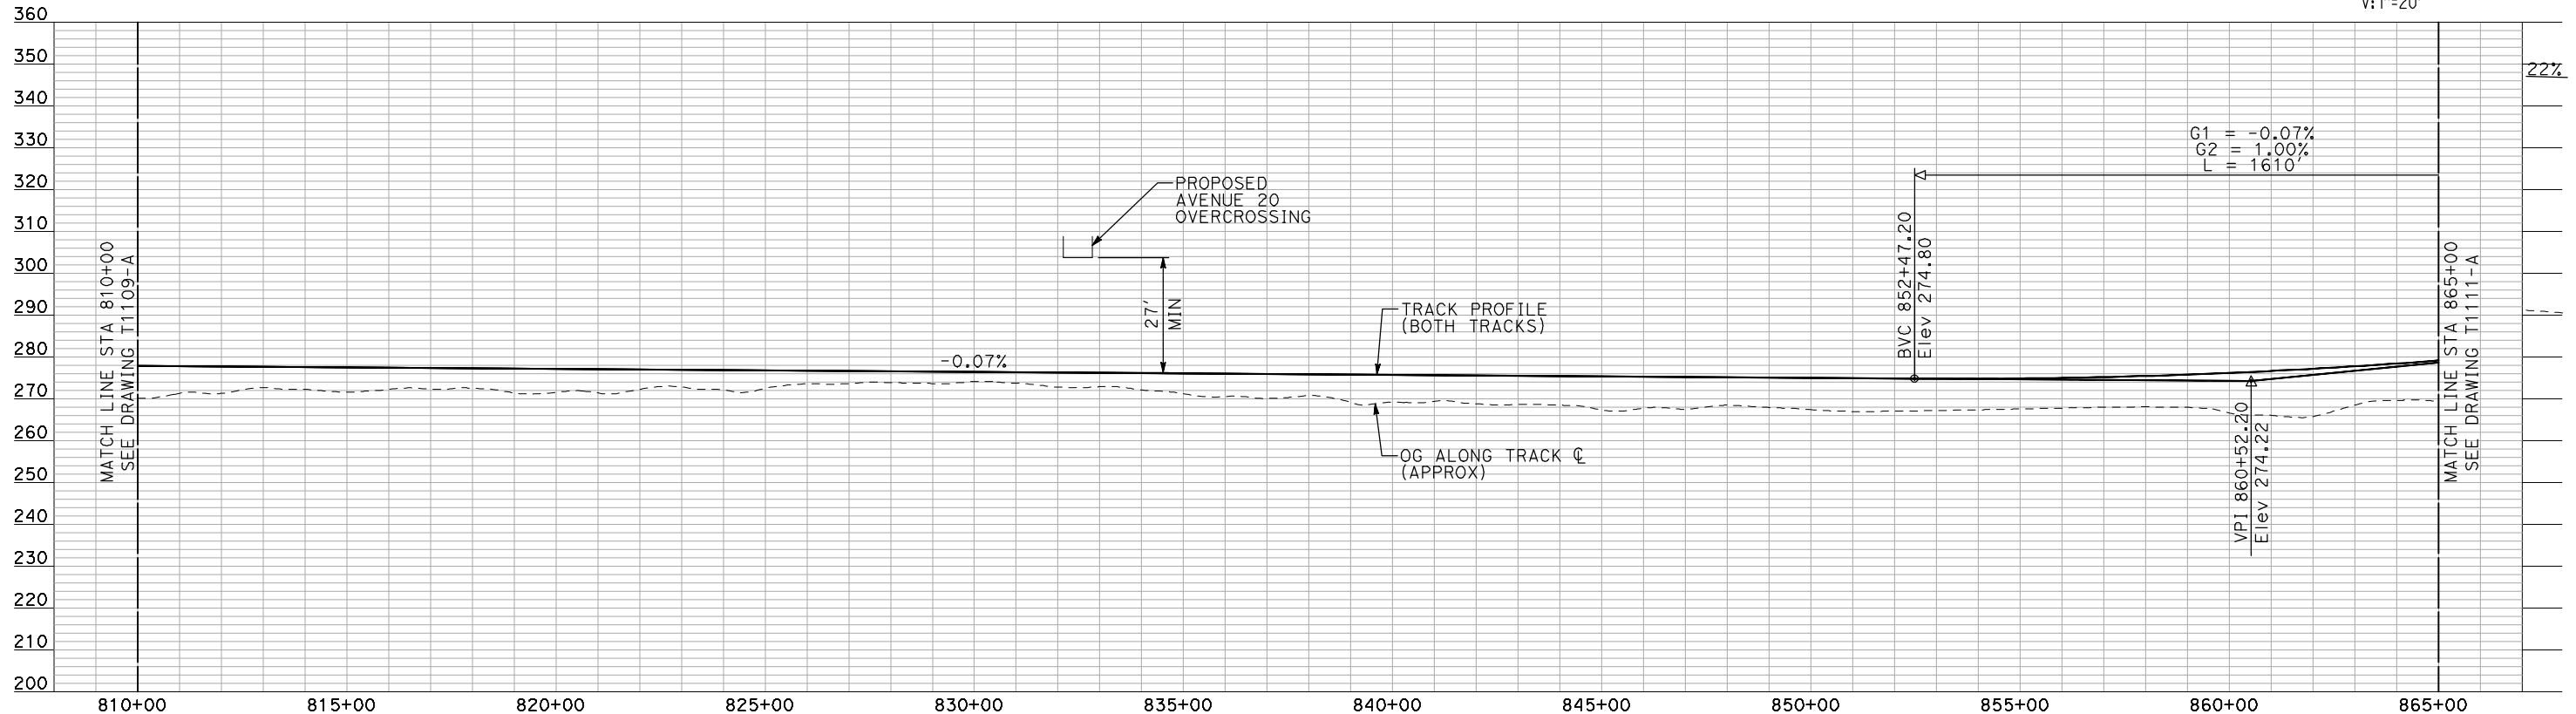 V:1"=20'
360
350
340
330
320
310
300
290
280
270
260
250
240
230
220
210
200
MATCH LINE STA 810+00
SEE DRAWING T1109-A
PROPOSED
AVENUE 20
OVERCROSSING
27'
MIN
-0.07%
TRACK PROFILE
(BOTH TRACKS)
OG ALONG TRACK ℄
(APPROX)
BVC 852+47.20
Elev 274.80
G1 = -0.07%
G2 = 1.00%
L = 1610'
VPI 860+52.20
Elev 274.22
MATCH LINE STA 865+00
SEE DRAWING T1111-A
22%
810+00 815+00 820+00 825+00 830+00 835+00 840+00 845+00 850+00 855+00 860+00 865+00